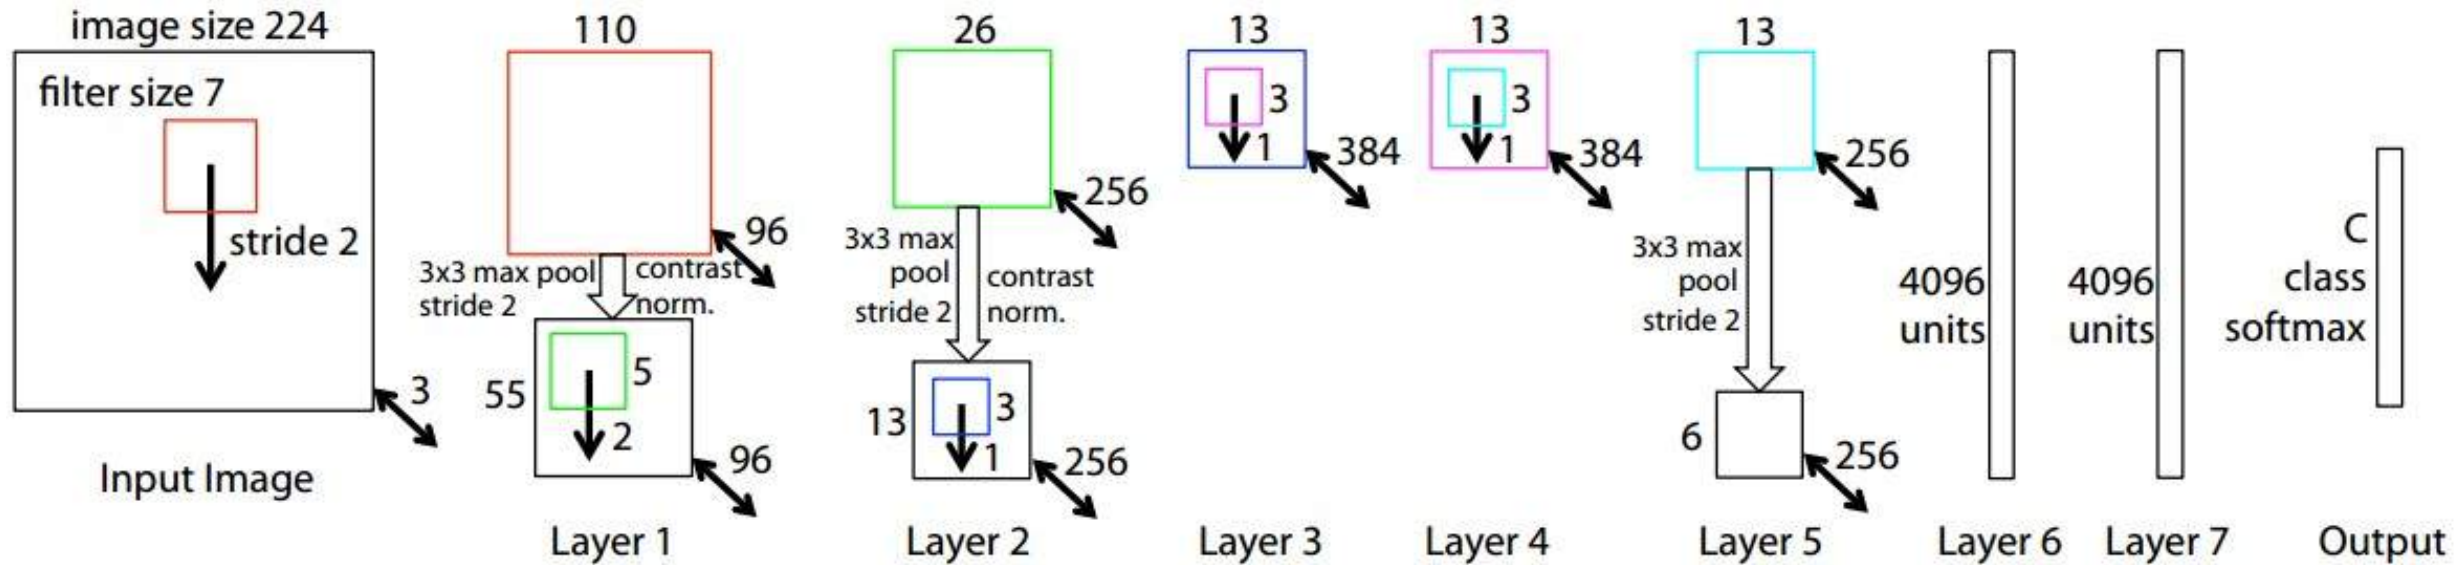 image size 224
filter size 7
stride 2
3
Input Image
110
96
3x3 max pool
stride 2
contrast
norm.
55
5
2
96
Layer 1
26
256
3x3 max
pool
stride 2
contrast
norm.
13
3
1
256
Layer 2
13
3
1
384
Layer 3
13
3
1
384
Layer 4
13
256
3x3 max
pool
stride 2
6
256
Layer 5
4096
units
Layer 6
4096
units
Layer 7
C
class
softmax
Output